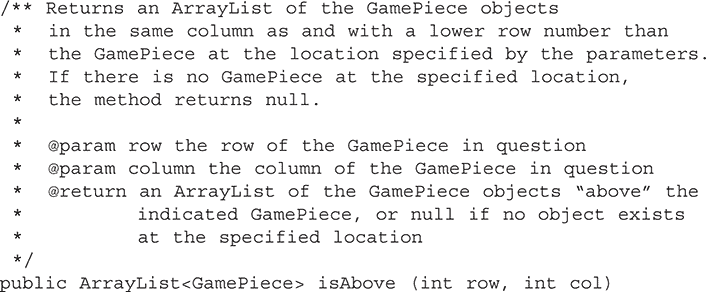 /** Returns an ArrayList of the GamePiece objects
 *  in the same column as and with a lower row number than
 *  the GamePiece at the location specified by the parameters.
 *  If there is no GamePiece at the specified location,
 *  the method returns null.
 *
 *  @param row the row of the GamePiece in question
 *  @param column the column of the GamePiece in question
 *  @return an ArrayList of the GamePiece objects “above” the
 *          indicated GamePiece, or null if no object exists
 *          at the specified location
 */
public ArrayList<GamePiece> isAbove (int row, int col)